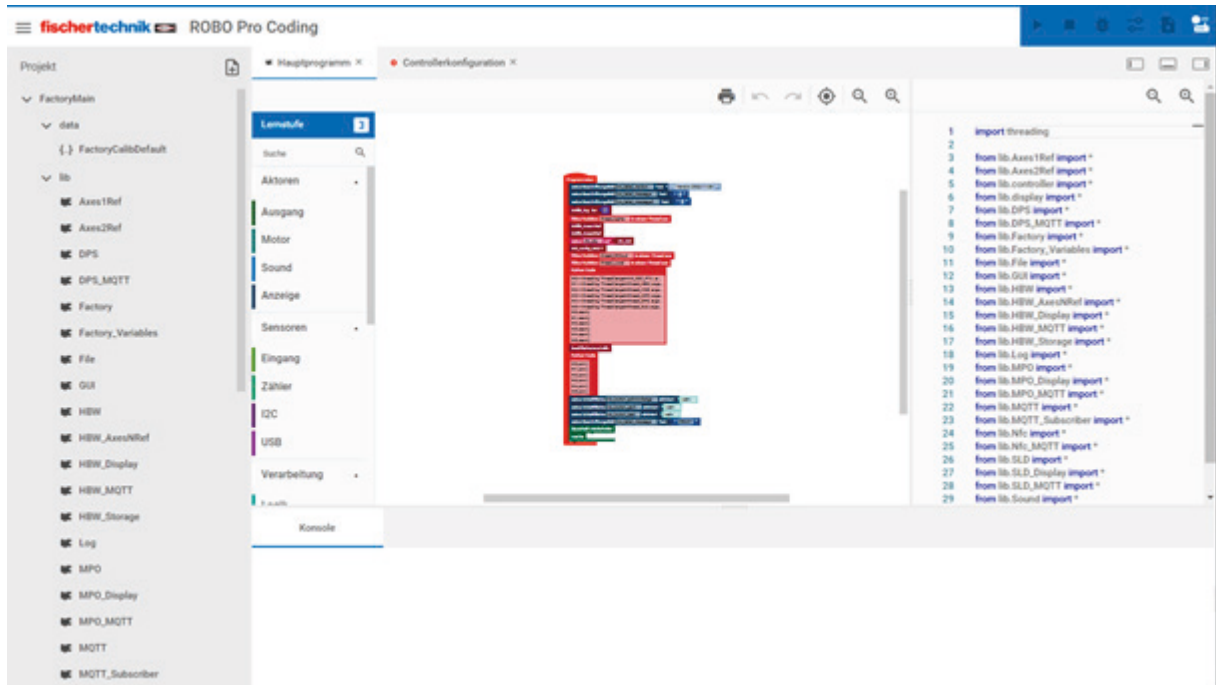 fischertechnik ROBO Pro Coding
Projekt
FactoryMain
data
{..} FactoryCalibDefault
lib
Axes1Ref
Axes2Ref
DPS
DPS_MQTT
Factory
Factory_Variables
File
GUI
HBW
HBW_AxesNRef
HBW_Display
HBW_MQTT
HBW_Storage
Log
MPO
MPO_Display
MPO_MQTT
MQTT
MQTT_Subscriber
Hauptprogramm × Controllerkonfiguration ×
Lernstufe 3
Suche
Aktoren
Ausgang
Motor
Sound
Anzeige
Sensoren
Eingang
Zähler
I2C
USB
Verarbeitung
Logik
1 import threading
2
3 from lib.Axes1Ref import *
4 from lib.Axes2Ref import *
5 from lib.controller import *
6 from lib.display import *
7 from lib.DPS import *
8 from lib.DPS_MQTT import *
9 from lib.Factory import *
10 from lib.Factory_Variables import *
11 from lib.File import *
12 from lib.GUI import *
13 from lib.HBW import *
14 from lib.HBW_AxesNRef import *
15 from lib.HBW_Display import *
16 from lib.HBW_MQTT import *
17 from lib.HBW_Storage import *
18 from lib.Log import *
19 from lib.MPO import *
20 from lib.MPO_Display import *
21 from lib.MPO_MQTT import *
22 from lib.MQTT import *
23 from lib.MQTT_Subscriber import *
24 from lib.Nfc import *
25 from lib.Nfc_MQTT import *
26 from lib.SLD import *
27 from lib.SLD_Display import *
28 from lib.SLD_MQTT import *
29 from lib.Sound import *
Konsole